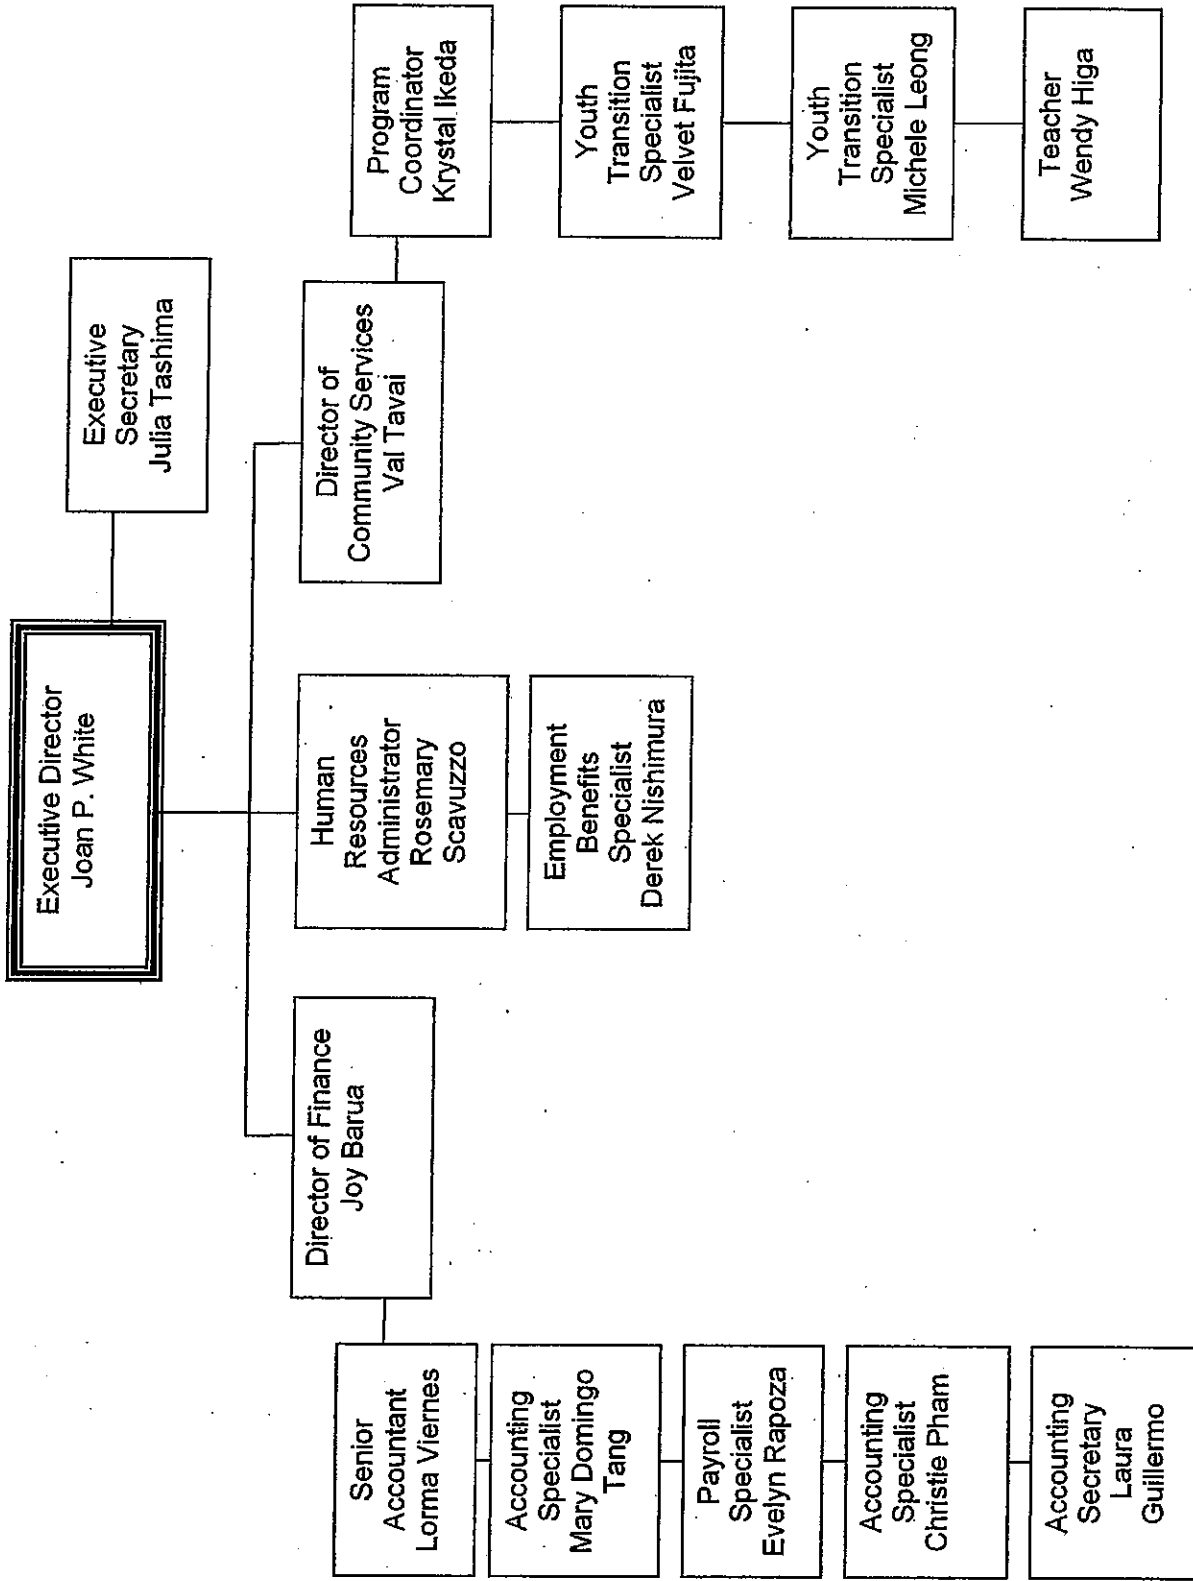 Executive Director
Joan P. White
Executive
Secretary
Julia Tashima
Director of Finance
Joy Barua
Human
Resources
Administrator
Rosemary
Scavuzzo
Director of
Community Services
Val Tavai
Senior
Accountant
Lorma Viernes
Accounting
Specialist
Mary Domingo
Tang
Payroll
Specialist
Evelyn Rapoza
Accounting
Specialist
Christie Pham
Accounting
Secretary
Laura
Guillermo
Employment
Benefits
Specialist
Derek Nishimura
Program
Coordinator
Krystal Ikeda
Youth
Transition
Specialist
Velvet Fujita
Youth
Transition
Specialist
Michele Leong
Teacher
Wendy Higa